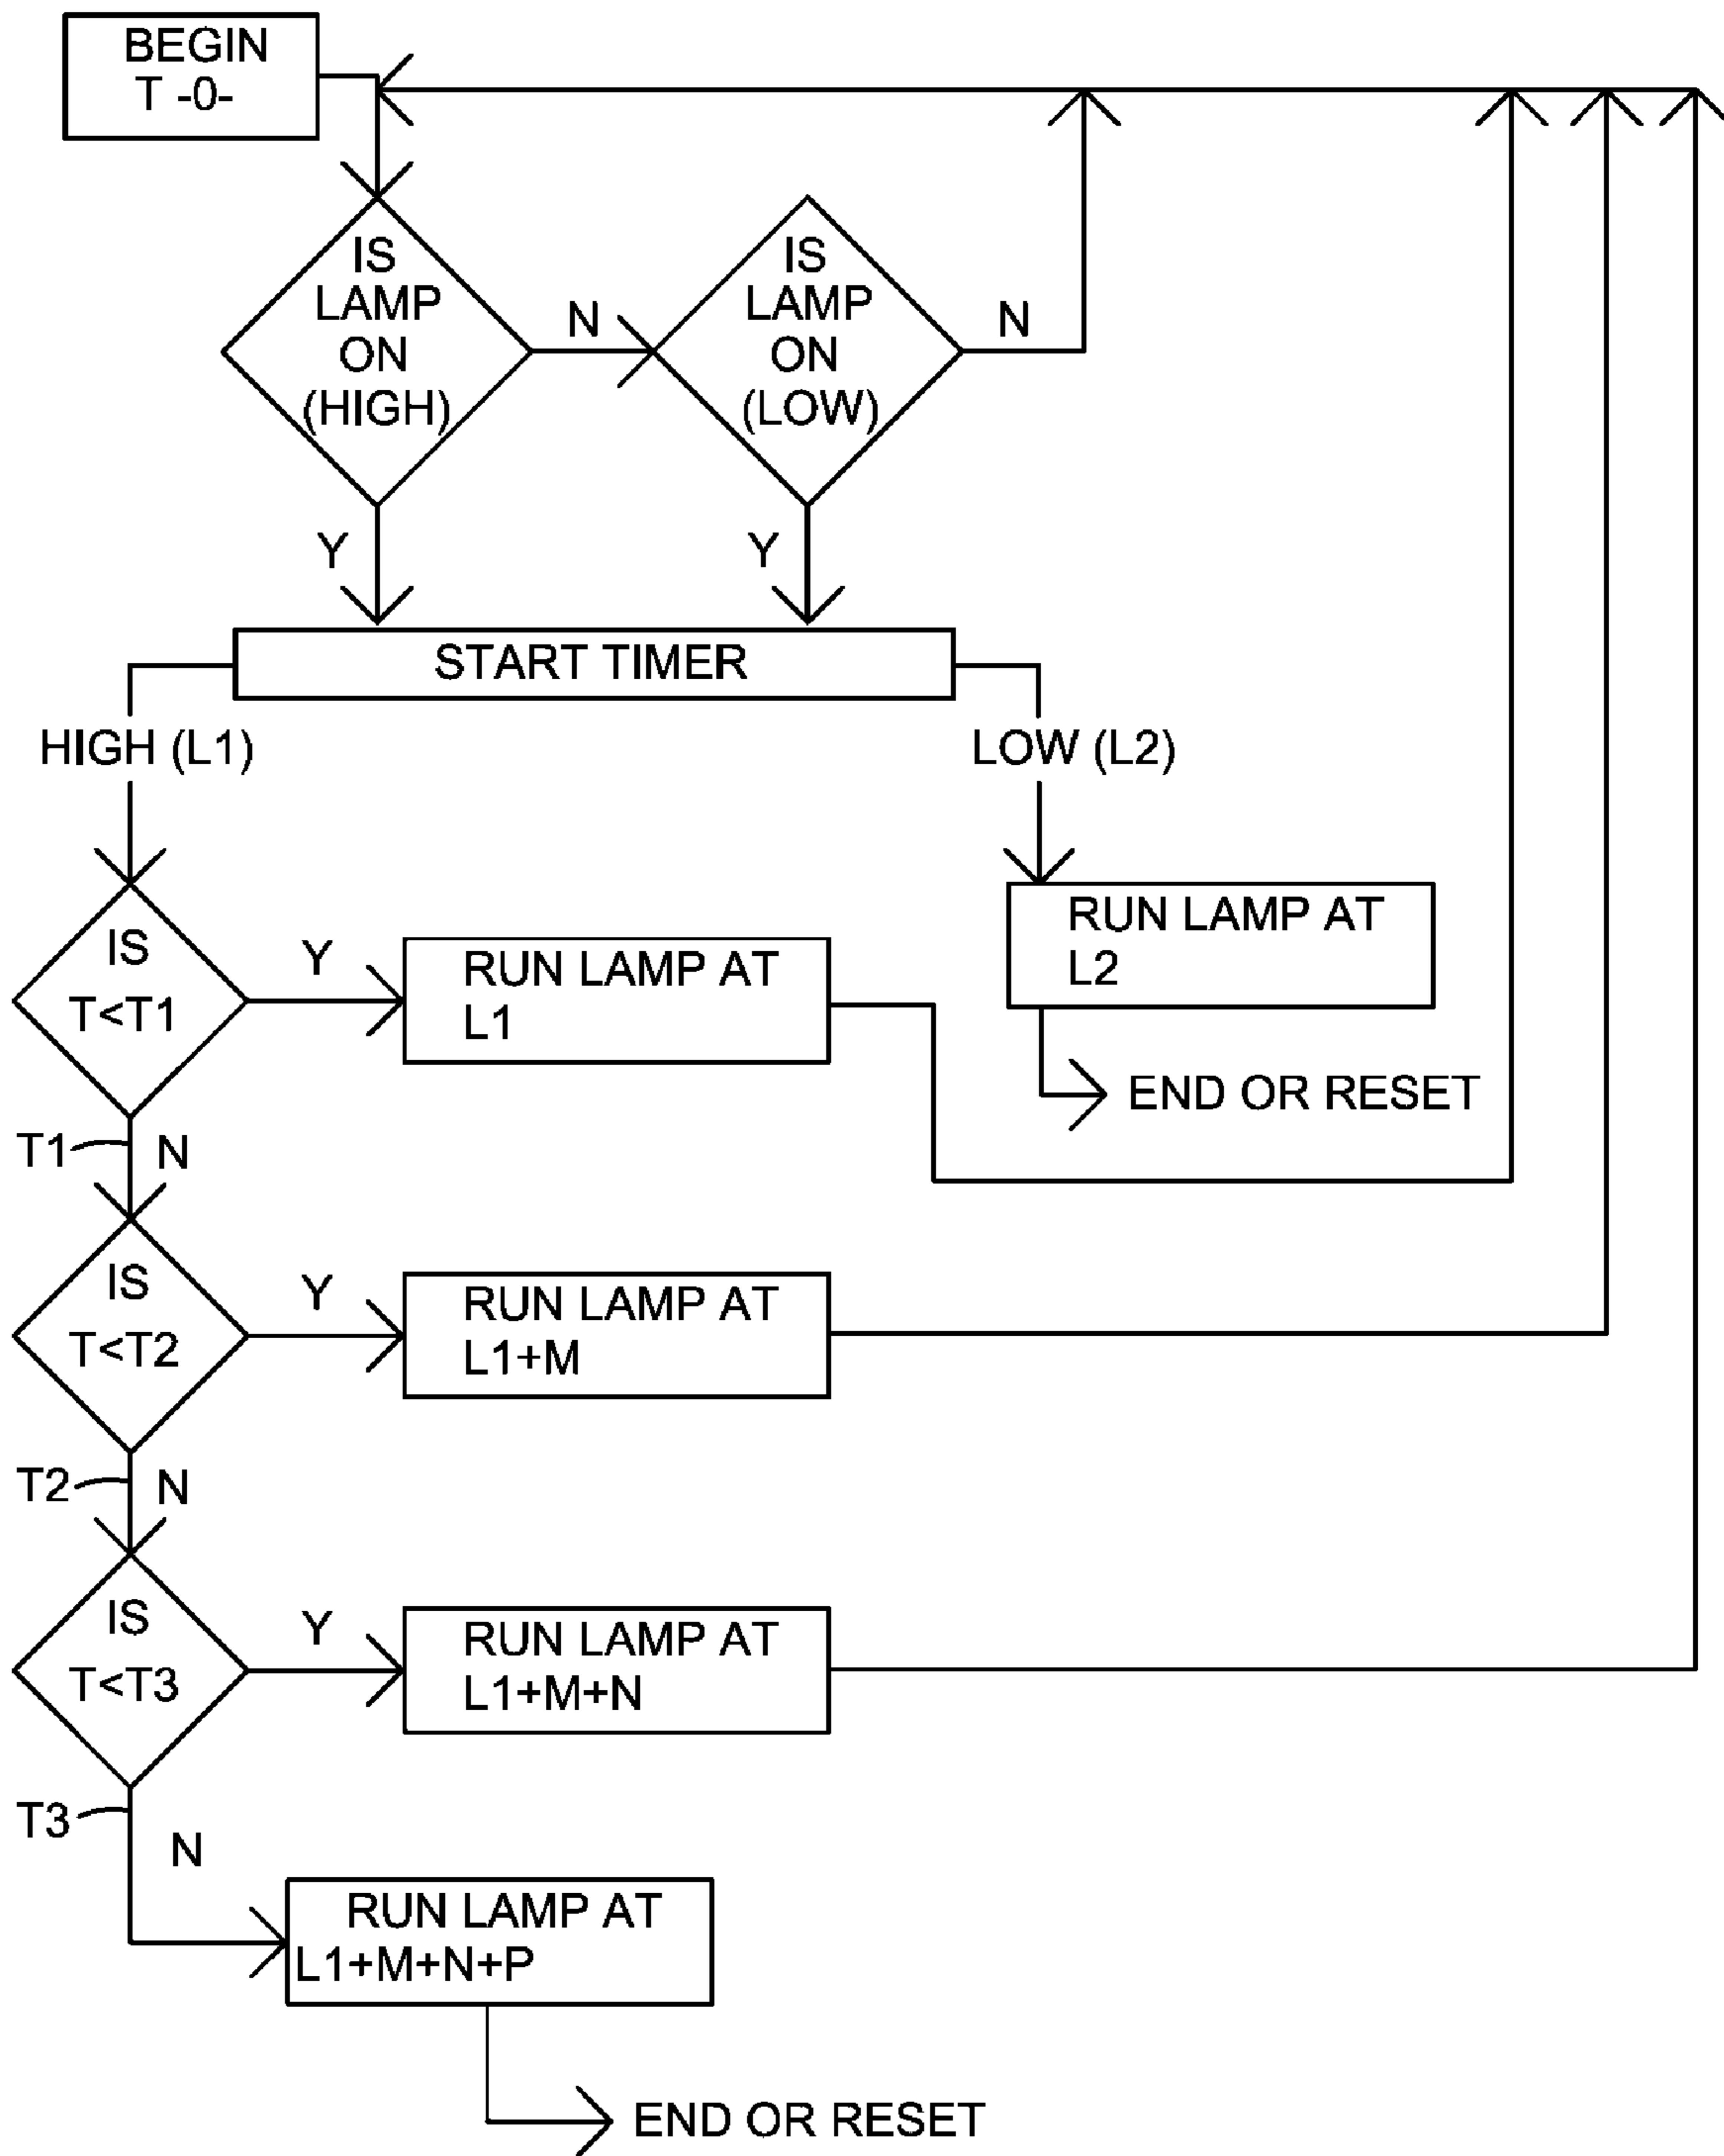 BEGIN
T -0-
IS
LAMP
ON
(HIGH)
N
IS
LAMP
ON
(LOW)
N
Y
Y
START TIMER
HIGH (L1)
LOW (L2)
IS
T<T1
Y
RUN LAMP AT
L1
RUN LAMP AT
L2
END OR RESET
T1
N
IS
T<T2
Y
RUN LAMP AT
L1+M
T2
N
IS
T<T3
Y
RUN LAMP AT
L1+M+N
T3
N
RUN LAMP AT
L1+M+N+P
END OR RESET